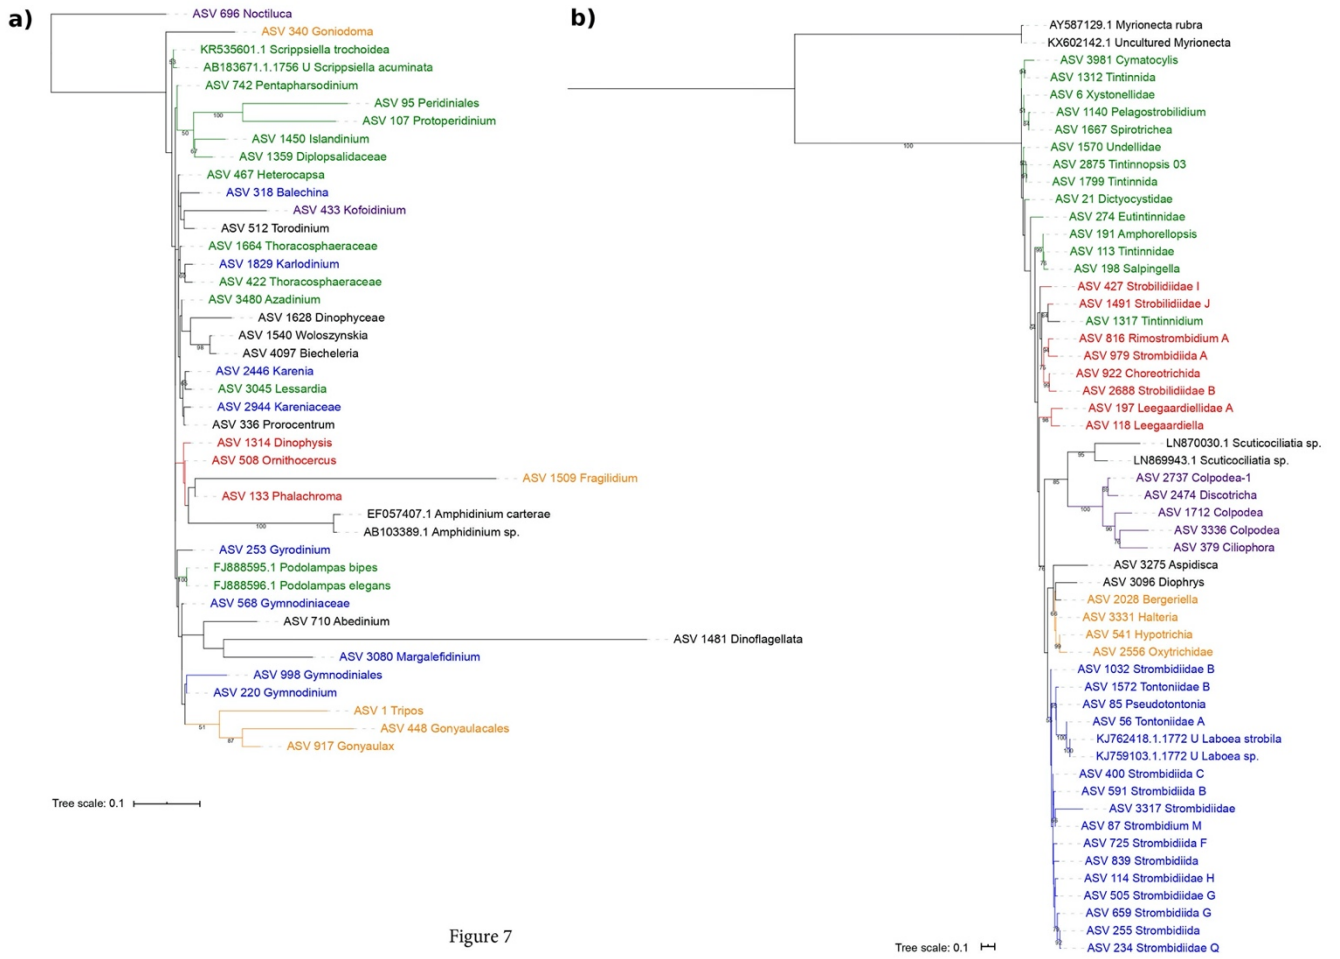 a)
ASV 696 Noctiluca
ASV 340 Goniodoma
KR535601.1 Scrippsiella trochoidea
AB183671.1.1756 U Scrippsiella acuminata
ASV 742 Pentapharsodinium
ASV 95 Peridiniales
100
ASV 107 Protoperidinium
50
ASV 1450 Islandinium
ASV 1359 Diplopsalidaceae
ASV 467 Heterocapsa
ASV 318 Balechina
ASV 433 Kofoidinium
ASV 512 Torodinium
ASV 1664 Thoracosphaeraceae
ASV 1829 Karlodinium
ASV 422 Thoracosphaeraceae
ASV 3480 Azadinium
ASV 1628 Dinophyceae
ASV 1540 Woloszynskia
98
ASV 4097 Biecheleria
ASV 2446 Karenia
ASV 3045 Lessardia
ASV 2944 Kareniaceae
ASV 336 Prorocentrum
ASV 1314 Dinophysis
ASV 508 Ornithocercus
ASV 1509 Fragilidium
ASV 133 Phalachroma
EF057407.1 Amphidinium carterae
100
AB103389.1 Amphidinium sp.
ASV 253 Gyrodinium
FJ888595.1 Podolampas bipes
100
FJ888596.1 Podolampas elegans
ASV 568 Gymnodiniaceae
ASV 710 Abedinium
ASV 1481 Dinoflagellata
ASV 3080 Margalefidinium
ASV 998 Gymnodiniales
ASV 220 Gymnodinium
ASV 1 Tripos
51
ASV 448 Gonyaulacales
87
ASV 917 Gonyaulax
Tree scale: 0.1
b)
AY587129.1 Myrionecta rubra
KX602142.1 Uncultured Myrionecta
ASV 3981 Cymatocylis
ASV 1312 Tintinnida
ASV 6 Xystonellidae
ASV 1140 Pelagostrobilidium
ASV 1667 Spirotrichea
100
ASV 1570 Undellidae
ASV 2875 Tintinnopsis 03
ASV 1799 Tintinnida
ASV 21 Dictyocystidae
ASV 274 Eutintinnidae
ASV 191 Amphorellopsis
ASV 113 Tintinnidae
ASV 198 Salpingella
ASV 427 Strobilidiidae I
ASV 1491 Strobilidiidae J
ASV 1317 Tintinnidium
ASV 816 Rimostrombidium A
ASV 979 Strombidiida A
ASV 922 Choreotrichida
ASV 2688 Strobilidiidae B
ASV 197 Leegaardiellidae A
98
ASV 118 Leegaardiella
LN870030.1 Scuticociliatia sp.
95
LN869943.1 Scuticociliatia sp.
ASV 2737 Colpodea-1
85
ASV 2474 Discotricha
100
ASV 1712 Colpodea
ASV 3336 Colpodea
ASV 379 Ciliophora
ASV 3275 Aspidisca
ASV 3096 Diophrys
ASV 2028 Bergeriella
ASV 3331 Halteria
ASV 541 Hypotrichia
ASV 2556 Oxytrichidae
ASV 1032 Strombidiidae B
ASV 1572 Tontoniidae B
ASV 85 Pseudotontonia
ASV 56 Tontoniidae A
100
KJ762418.1.1772 U Laboea strobila
100
KJ759103.1.1772 U Laboea sp.
ASV 400 Strombidiida C
ASV 591 Strombidiida B
ASV 3317 Strombidiidae
ASV 87 Strombidium M
ASV 725 Strombidiida F
ASV 839 Strombidiida
ASV 114 Strombidiidae H
ASV 505 Strombidiidae G
ASV 659 Strombidiida G
ASV 255 Strombidiida
ASV 234 Strombidiidae Q
Tree scale: 0.1
Figure 7